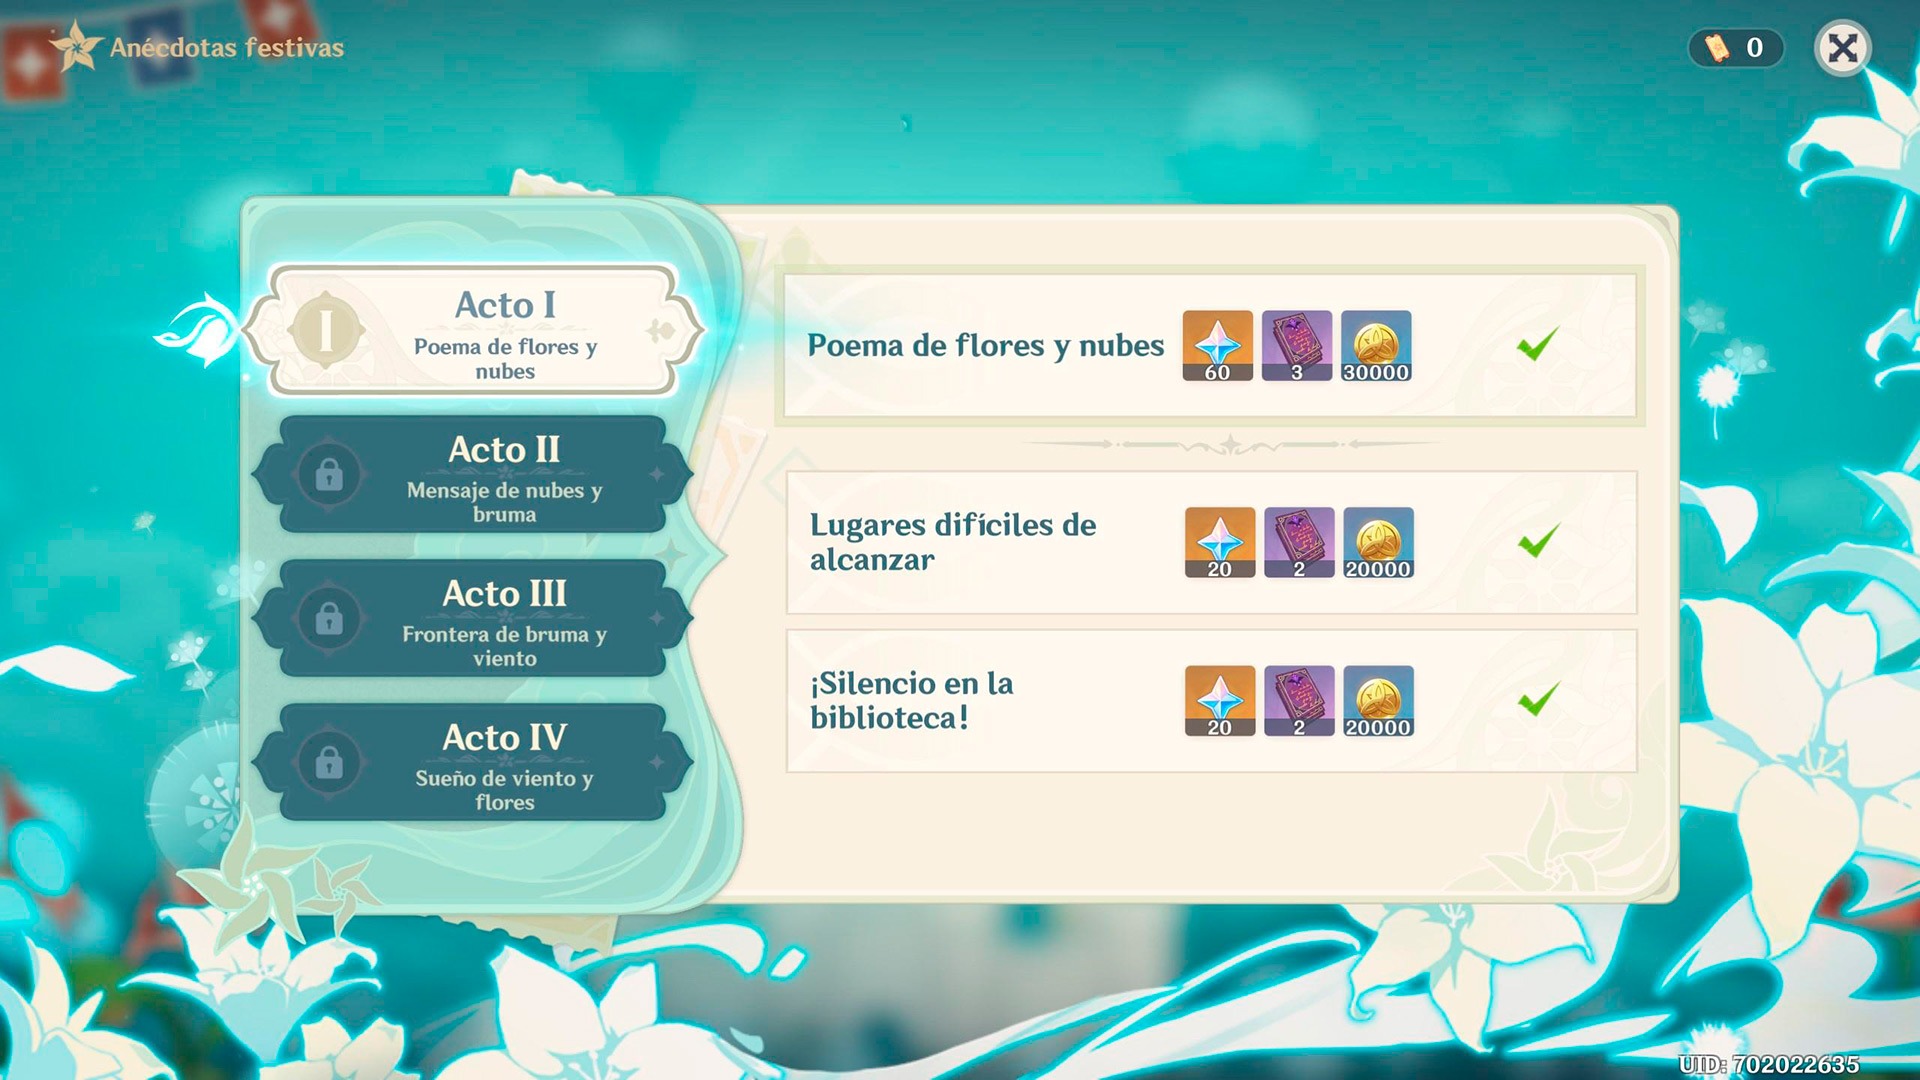 Anécdotas festivas
0
I
Acto I
Poema de flores y
nubes
Acto II
Mensaje de nubes y
bruma
Acto III
Frontera de bruma y
viento
Acto IV
Sueño de viento y
flores
Poema de flores y nubes
60
3
30000
Lugares difíciles de
alcanzar
20
2
20000
¡Silencio en la
biblioteca!
20
2
20000
UID: 702022635